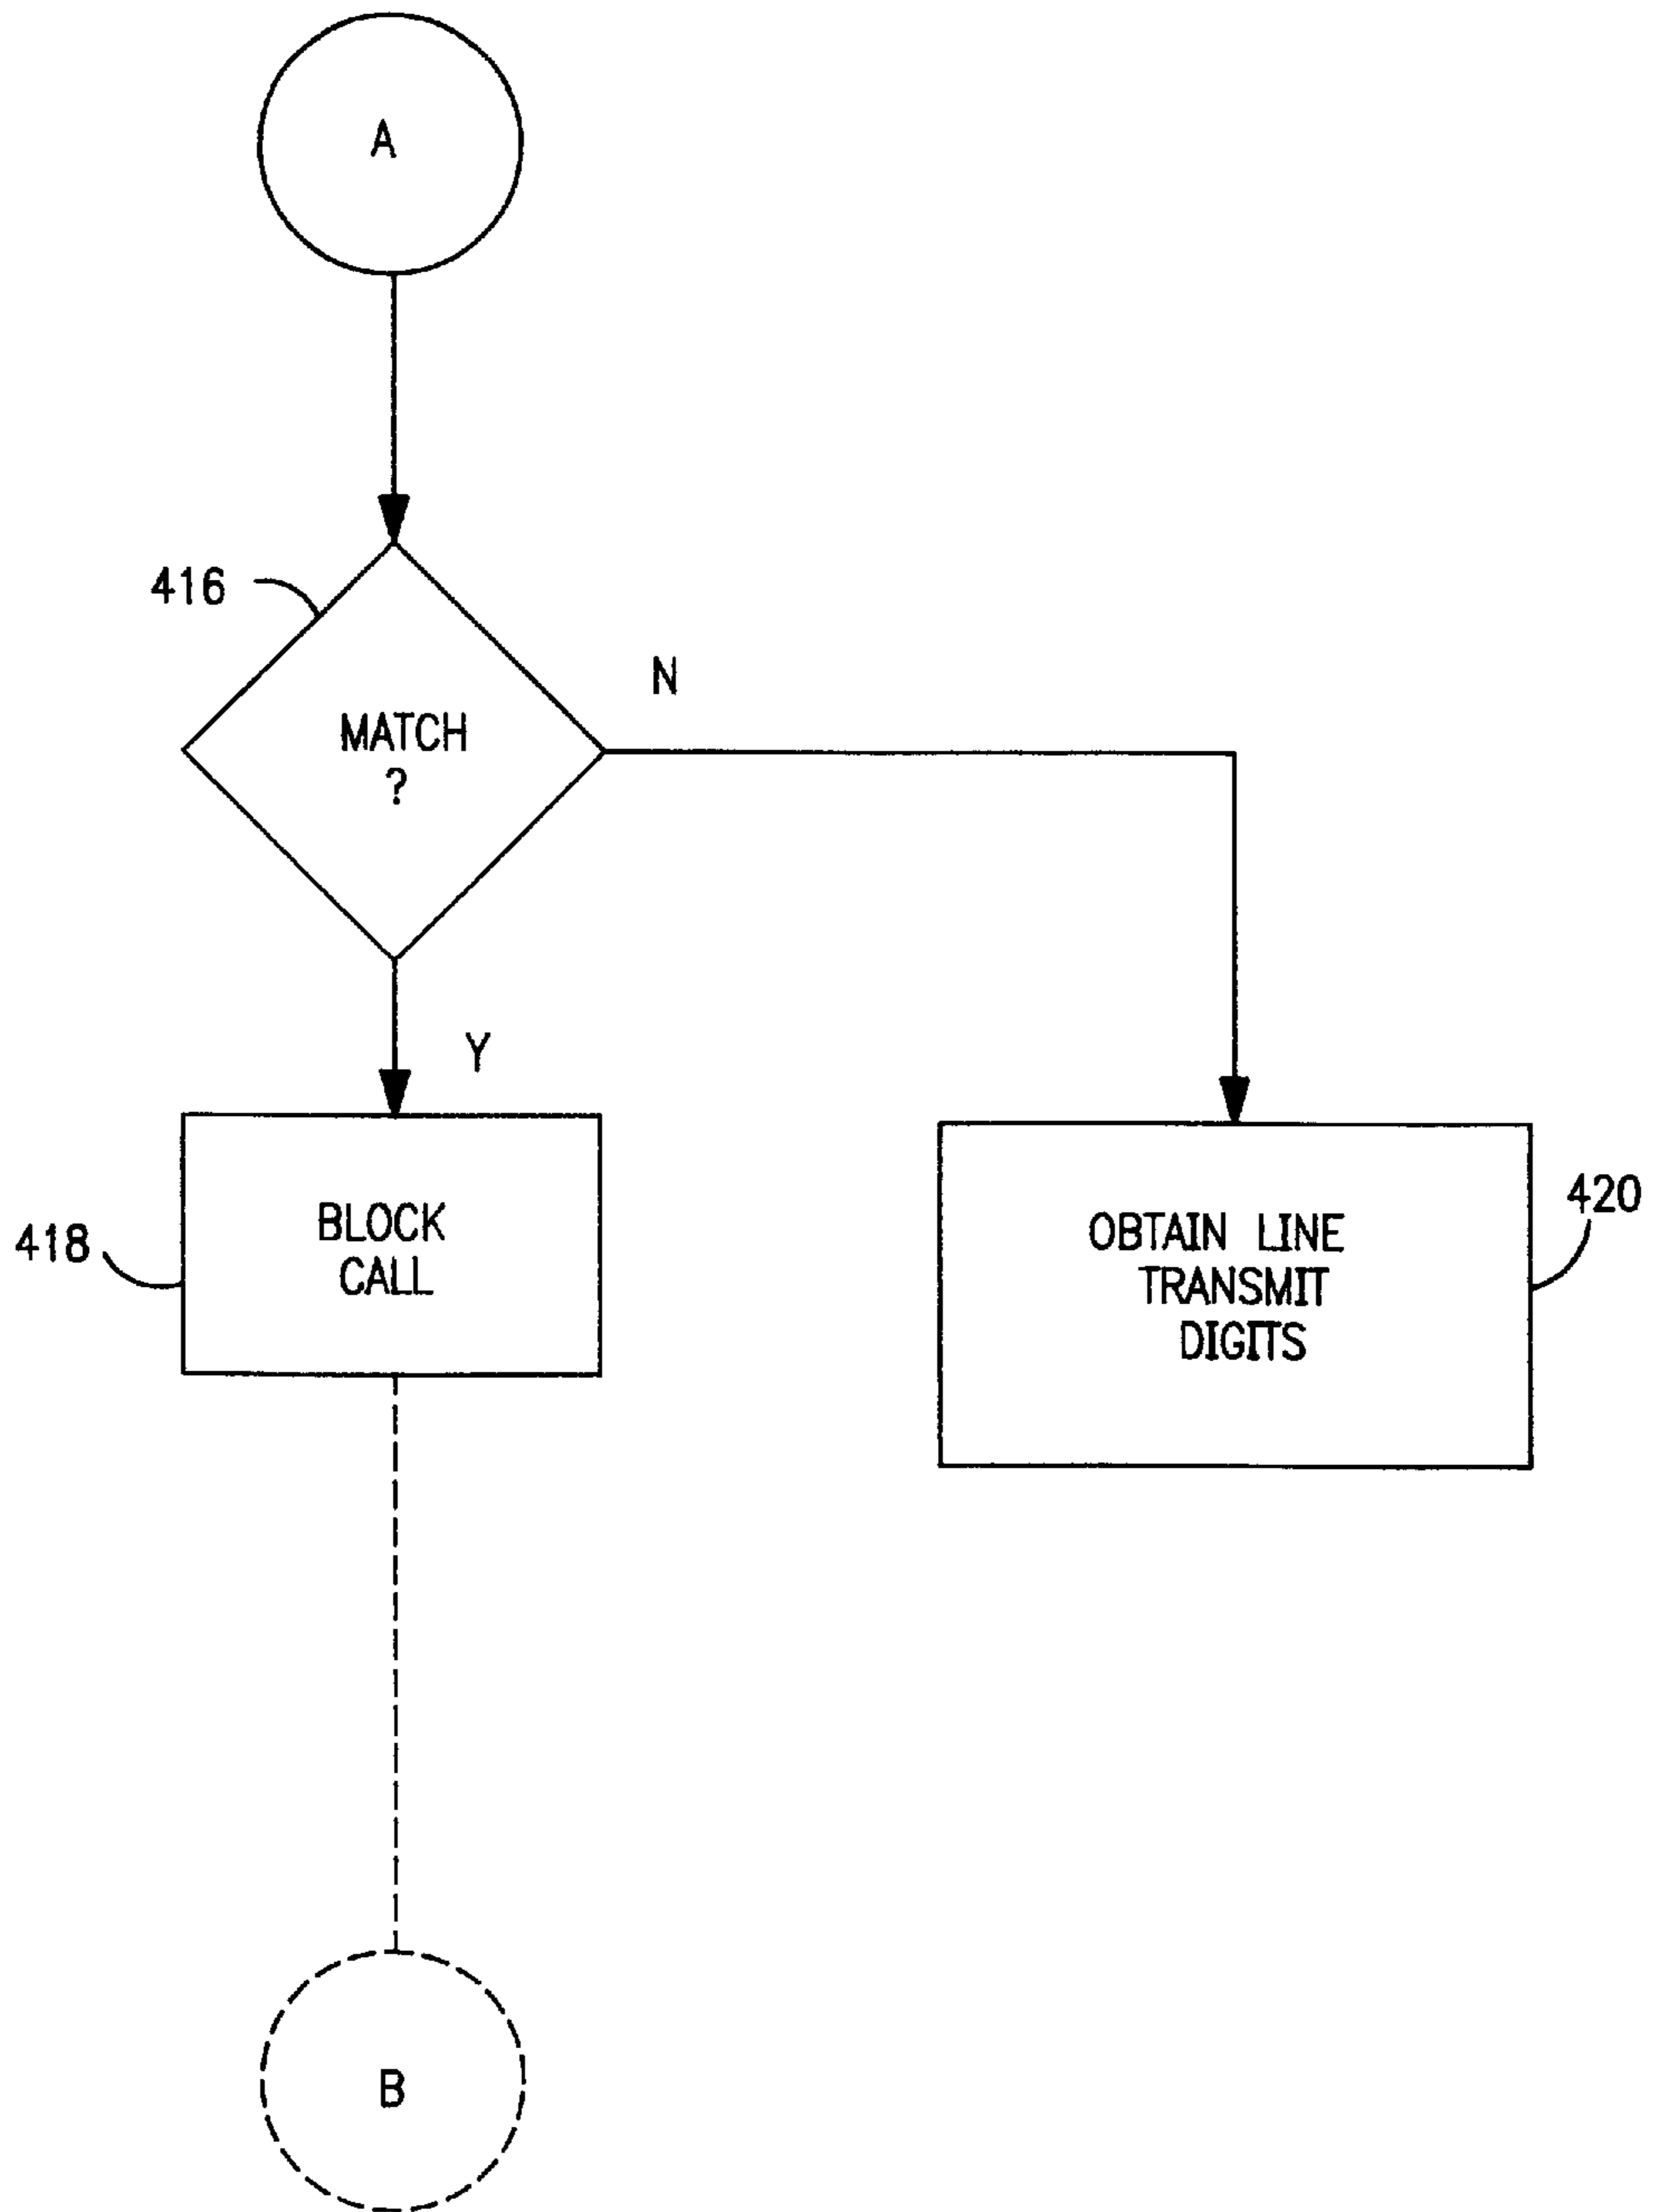 A
416
MATCH
?
N
Y
418
BLOCK
CALL
OBTAIN LINE
TRANSMIT
DIGITS
420
B